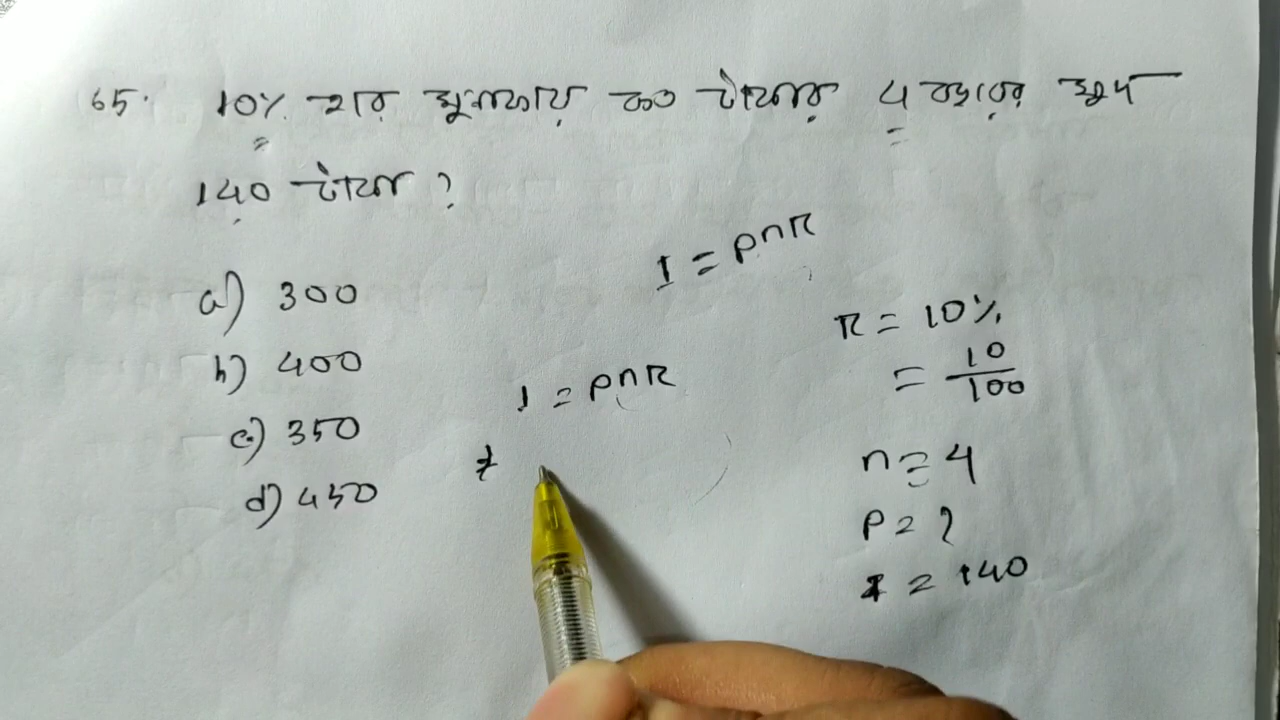 65. 10% হারে মুনাফায় কত টাকার 4 বছরের সুদ
140 টাকা ?
I = PnR
a) 300
b) 400
c) 350
d) 450
I = PnR
R = 10%
= 10/100
n = 4
P = ?
I = 140